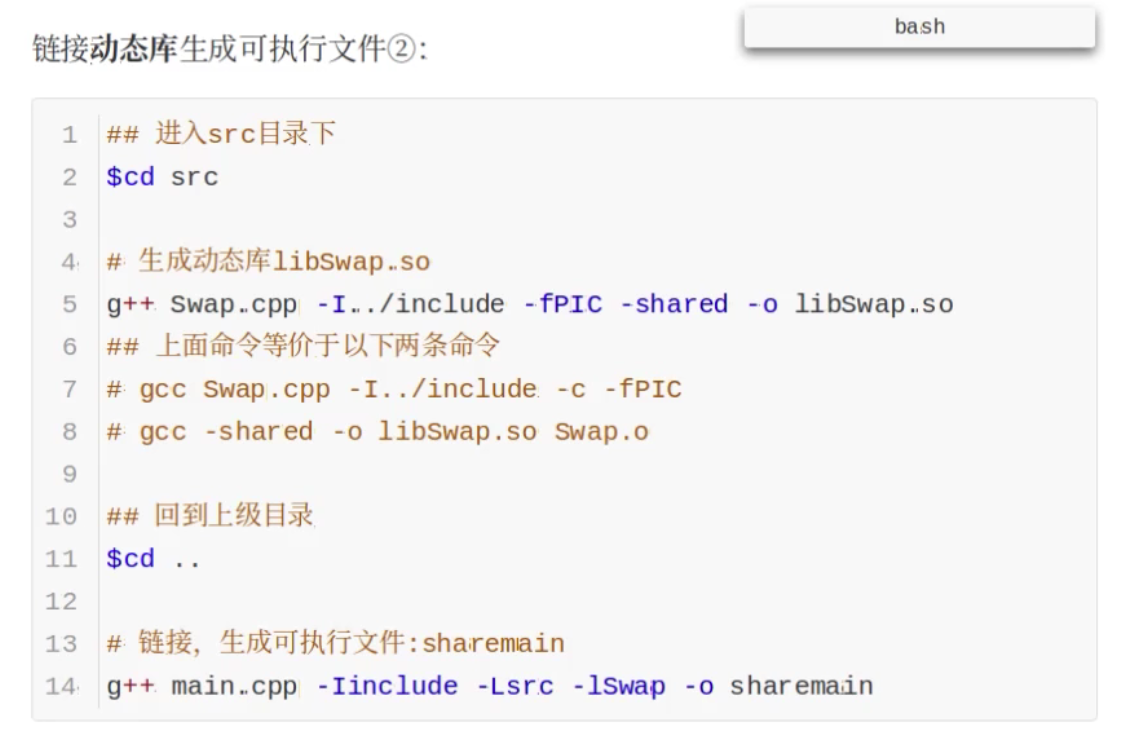 链接动态库生成可执行文件②:
bash
1 ## 进入src目录下
2 $cd src
3
4 # 生成动态库libSwap.so
5 g++ Swap.cpp -I../include -fPIC -shared -o libSwap.so
6 ## 上面命令等价于以下两条命令
7 # gcc Swap.cpp -I../include -c -fPIC
8 # gcc -shared -o libSwap.so Swap.o
9
10 ## 回到上级目录
11 $cd ..
12
13 # 链接，生成可执行文件:sharemain
14 g++ main.cpp -Iinclude -Lsrc -lSwap -o sharemain